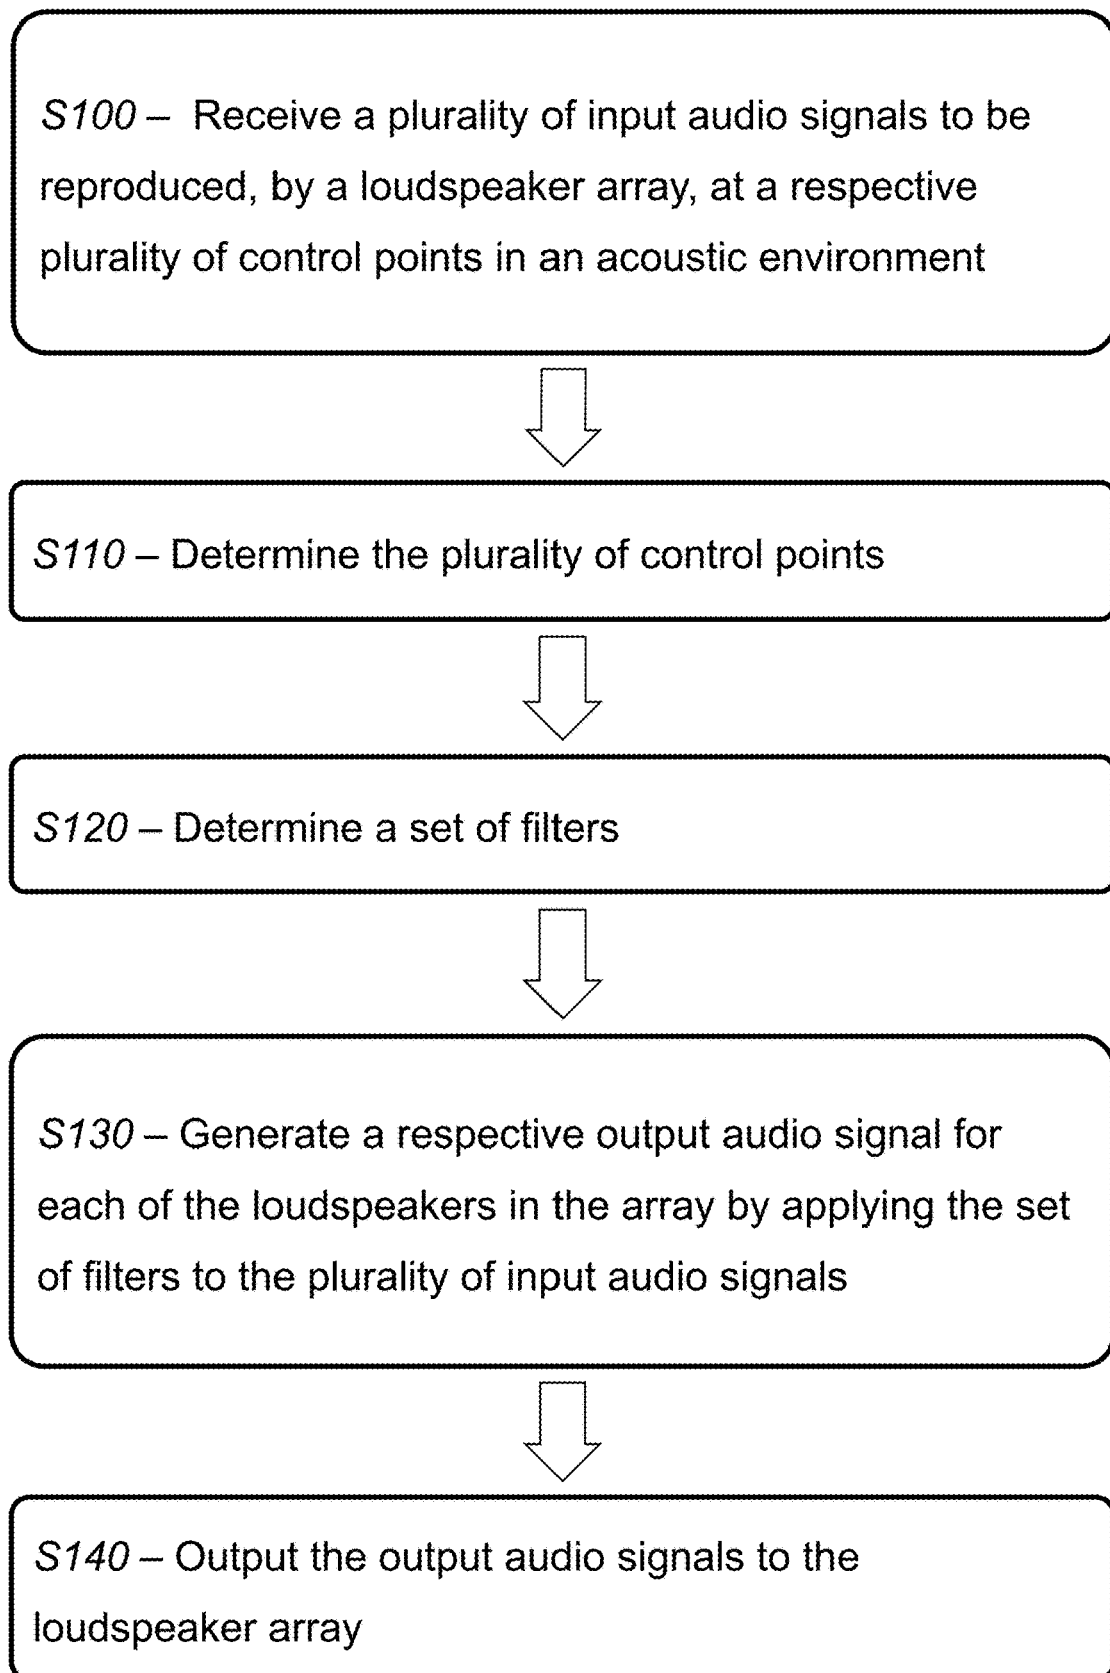 S100 – Receive a plurality of input audio signals to be
reproduced, by a loudspeaker array, at a respective
plurality of control points in an acoustic environment
S110 – Determine the plurality of control points
S120 – Determine a set of filters
S130 – Generate a respective output audio signal for
each of the loudspeakers in the array by applying the set
of filters to the plurality of input audio signals
S140 – Output the output audio signals to the
loudspeaker array